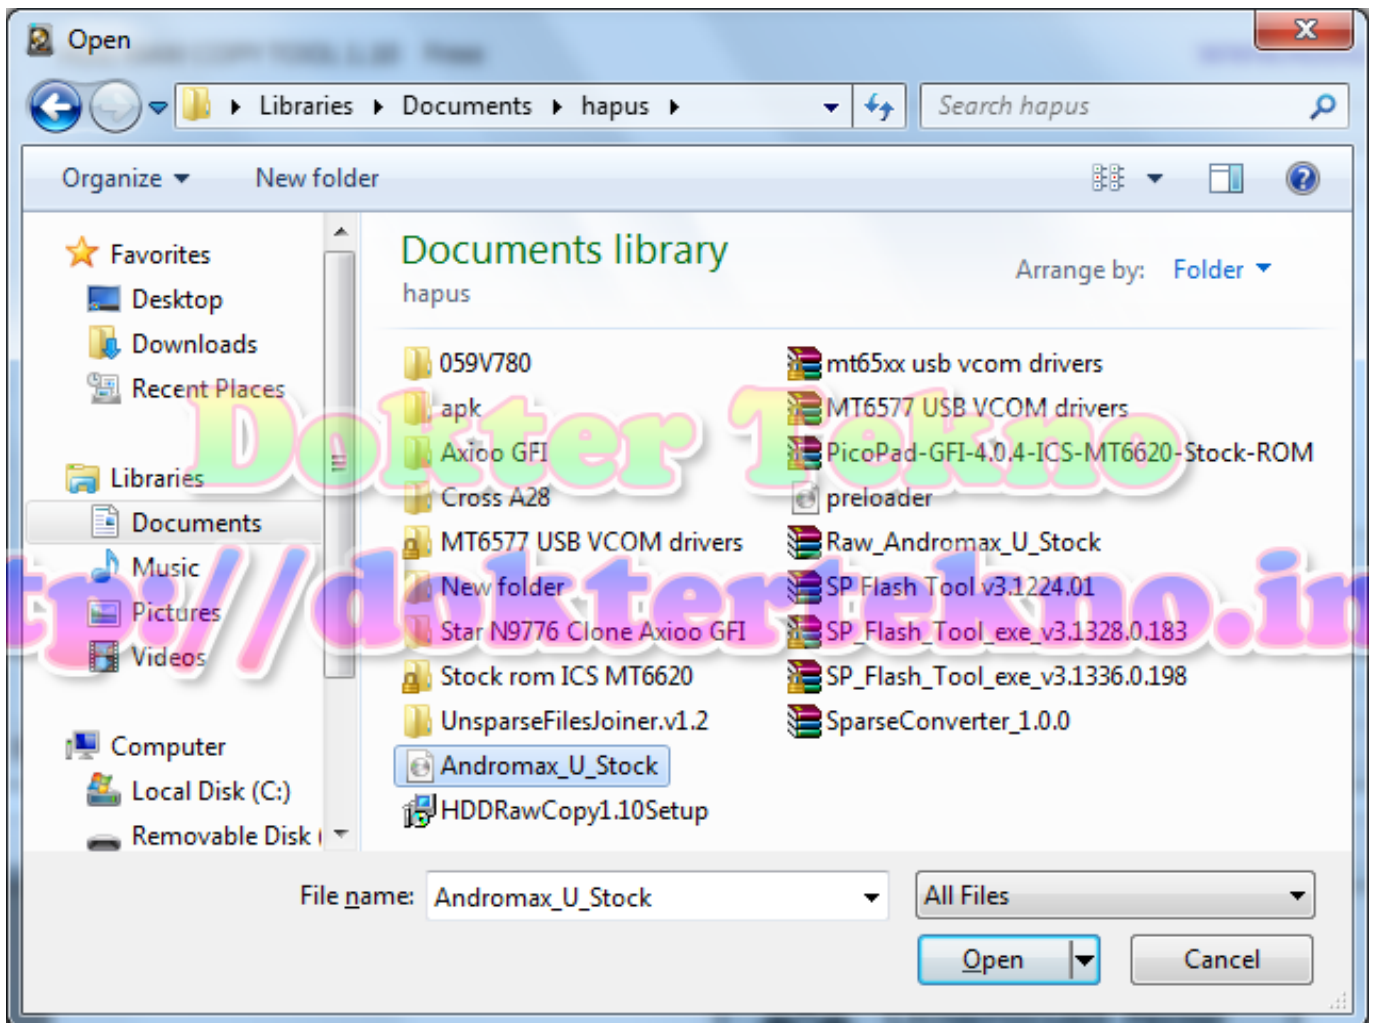 Open
Libraries
Documents
hapus
Search hapus
Organize
New folder
Favorites
Desktop
Downloads
Recent Places
Libraries
Documents
Music
Pictures
Videos
Computer
Local Disk (C:)
Removable Disk (
Documents library
hapus
Arrange by: Folder
059V780
apk
Axioo GFI
Cross A28
MT6577 USB VCOM drivers
New folder
Star N9776 Clone Axioo GFI
Stock rom ICS MT6620
UnsparseFilesJoiner.v1.2
Andromax_U_Stock
HDDRawCopy1.10Setup
mt65xx usb vcom drivers
MT6577 USB VCOM drivers
PicoPad-GFI-4.0.4-ICS-MT6620-Stock-ROM
preloader
Raw_Andromax_U_Stock
SP Flash Tool v3.1224.01
SP_Flash_Tool_exe_v3.1328.0.183
SP_Flash_Tool_exe_v3.1336.0.198
SparseConverter_1.0.0
Dokter Tekno
tp://doktertekno.in
File name: Andromax_U_Stock
All Files
Open
Cancel